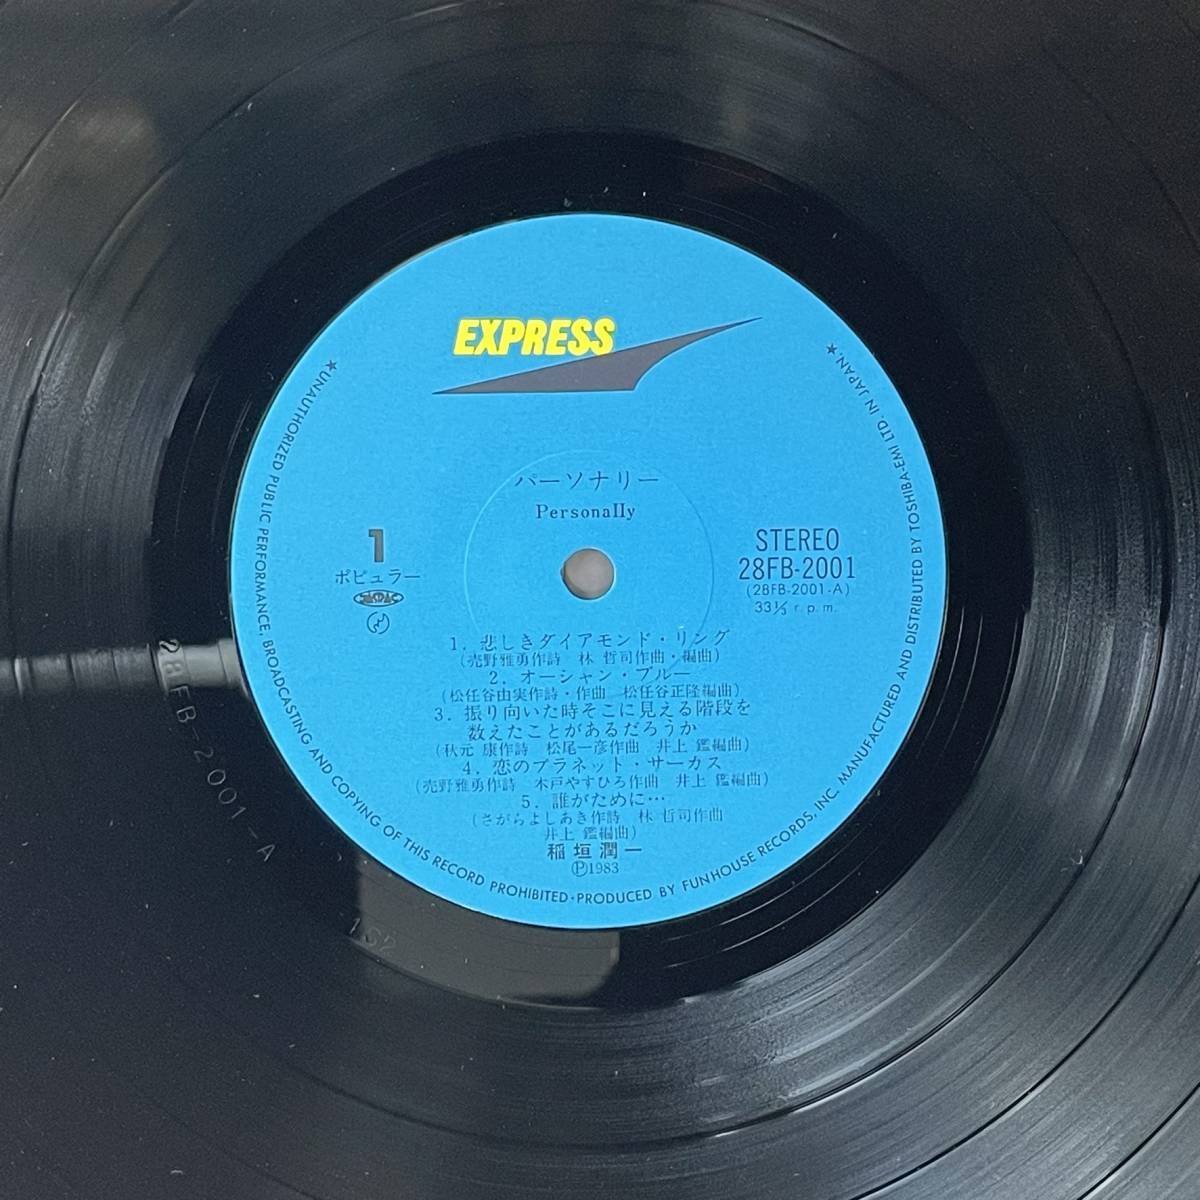 EXPRESS
パーソナリー
Personally
1
ポピュラー
JASRAC
STEREO
28FB-2001
(28FB-2001-A)
33⅓ r.p.m.
1. 悲しきダイアモンド・リング
(売野雅勇作詩 林 哲司作曲・編曲)
2. オーシャン・ブルー
(松任谷由実作詩・作曲 松任谷正隆編曲)
3. 振り向いた時そこに見える階段を
数えたことがあるだろうか
(秋元 康作詩 松尾一彦作曲 井上 鑑編曲)
4. 恋のプラネット・サーカス
(売野雅勇作詩 木戸やすひろ作曲 井上 鑑編曲)
5. 誰がために…
(さがらよしあき作詩 林 哲司作曲
井上 鑑編曲)
稲垣潤一
Ⓟ1983
★UNAUTHORIZED PUBLIC PERFORMANCE, BROADCASTING AND COPYING OF THIS RECORD PROHIBITED・PRODUCED BY FUNHOUSE RECORDS, INC. MANUFACTURED AND DISTRIBUTED BY TOSHIBA-EMI LTD. IN JAPAN.★
28FB-2001-A
1S2